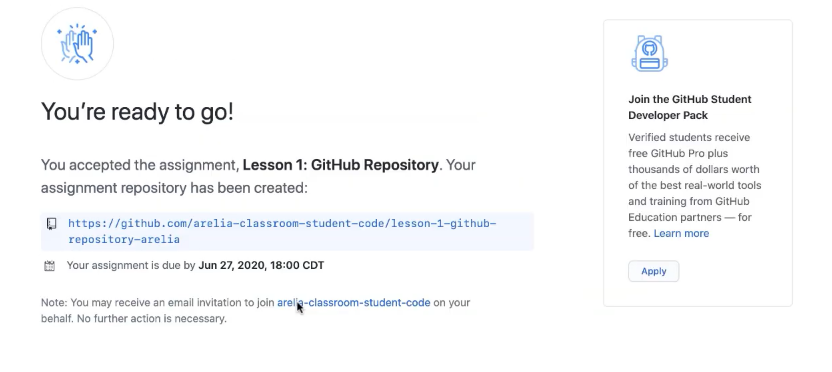 You're ready to go!
You accepted the assignment, Lesson 1: GitHub Repository. Your
assignment repository has been created:
https://github.com/arelia-classroom-student-code/lesson-1-github-
repository-arelia
Your assignment is due by Jun 27, 2020, 18:00 CDT
Note: You may receive an email invitation to join arelia-classroom-student-code on your
behalf. No further action is necessary.
Join the GitHub Student
Developer Pack
Verified students receive
free GitHub Pro plus
thousands of dollars worth
of the best real-world tools
and training from GitHub
Education partners — for
free. Learn more
Apply